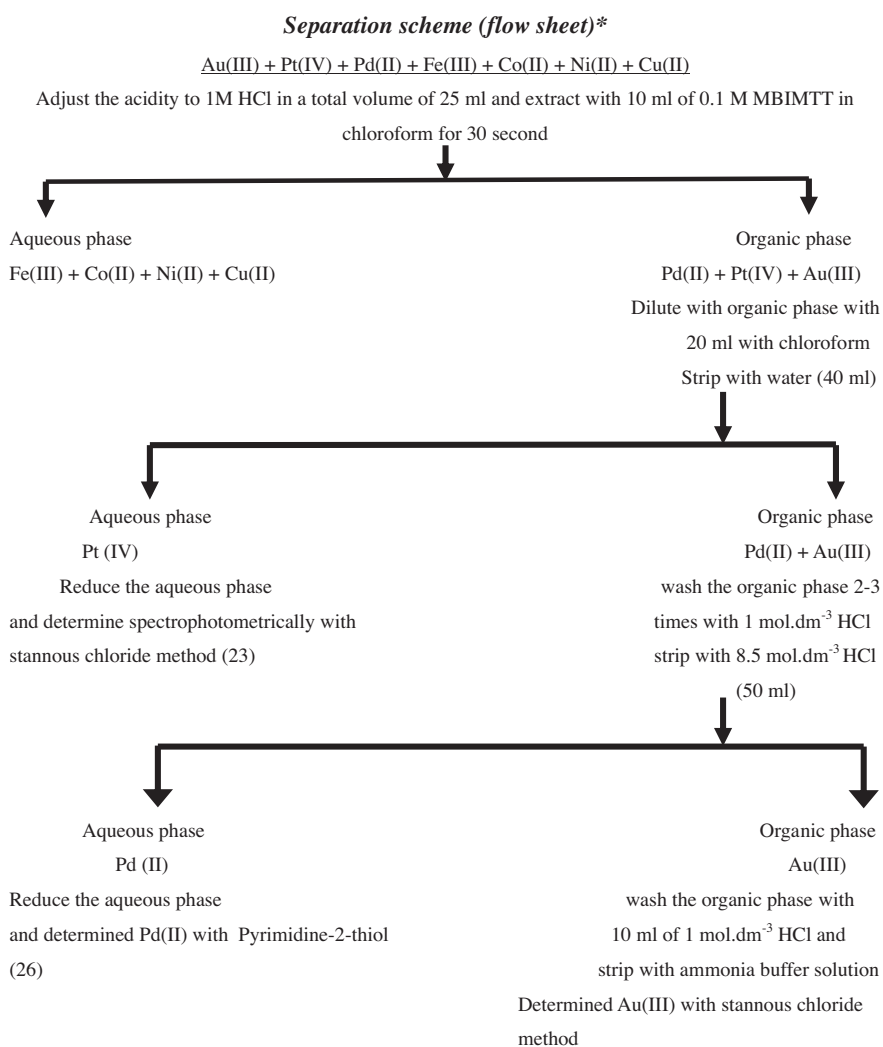 Separation scheme (flow sheet)*
Au(III) + Pt(IV) + Pd(II) + Fe(III) + Co(II) + Ni(II) + Cu(II)
Adjust the acidity to 1M HCl in a total volume of 25 ml and extract with 10 ml of 0.1 M MBIMTT in
chloroform for 30 second
Aqueous phase
Fe(III) + Co(II) + Ni(II) + Cu(II)
Organic phase
Pd(II) + Pt(IV) + Au(III)
Dilute with organic phase with
20 ml with chloroform
Strip with water (40 ml)
Aqueous phase
Pt (IV)
Reduce the aqueous phase
and determine spectrophotometrically with
stannous chloride method (23)
Organic phase
Pd(II) + Au(III)
wash the organic phase 2-3
times with 1 mol.dm⁻³ HCl
strip with 8.5 mol.dm⁻³ HCl
(50 ml)
Aqueous phase
Pd (II)
Reduce the aqueous phase
and determined Pd(II) with Pyrimidine-2-thiol
(26)
Organic phase
Au(III)
wash the organic phase with
10 ml of 1 mol.dm⁻³ HCl and
strip with ammonia buffer solution
Determined Au(III) with stannous chloride
method